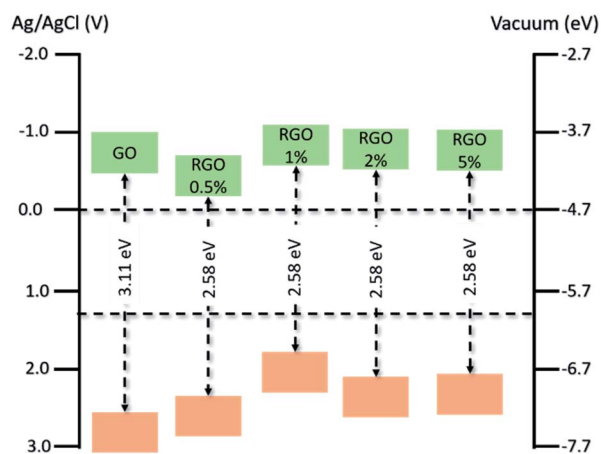 Ag/AgCl (V)
Vacuum (eV)
-2.0
-2.7
-1.0
-3.7
GO
RGO
0.5%
RGO
1%
RGO
2%
RGO
5%
0.0
-4.7
3.11 eV
2.58 eV
2.58 eV
2.58 eV
2.58 eV
1.0
-5.7
2.0
-6.7
3.0
-7.7